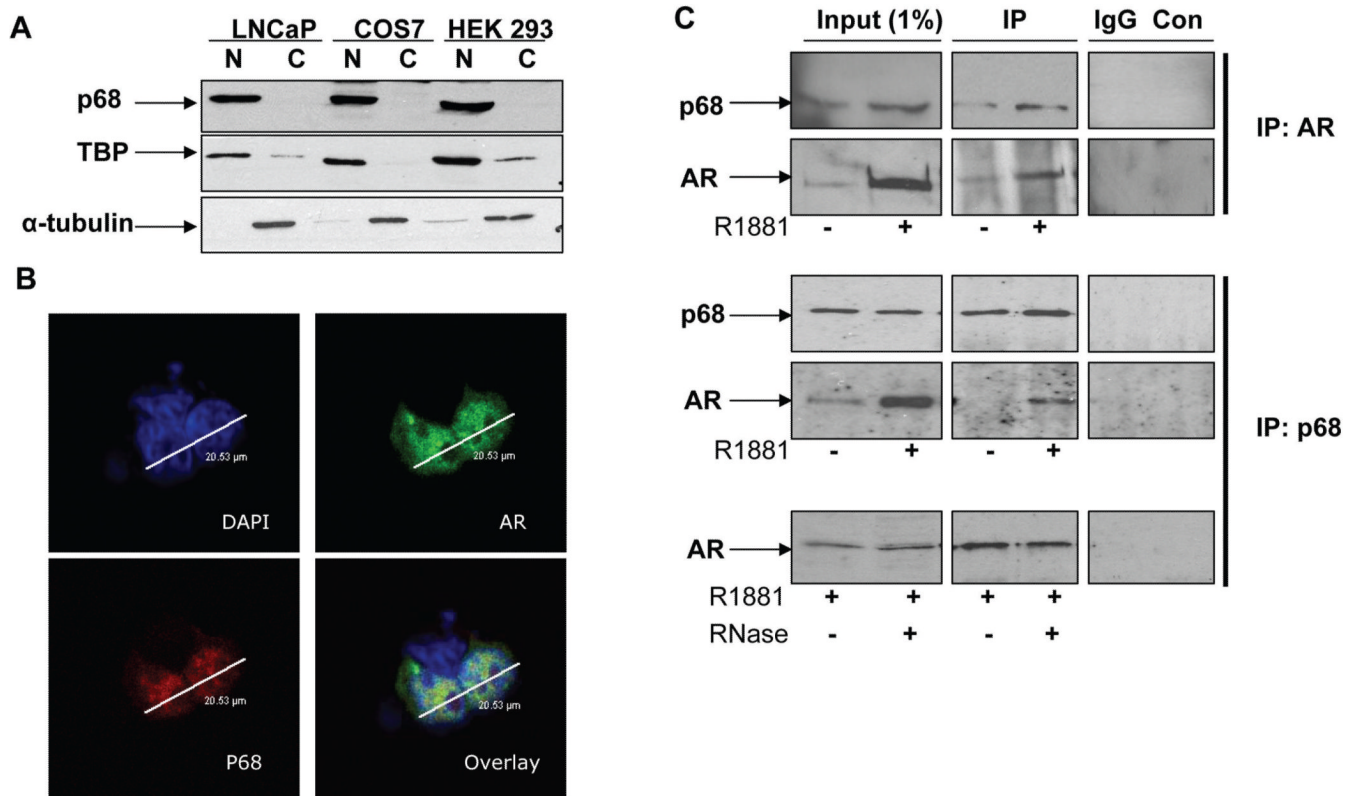 A
LNCaP COS7 HEK 293
N C N C N C
p68
TBP
α-tubulin
B
20.53 µm
DAPI
20.53 µm
AR
20.53 µm
P68
20.53 µm
Overlay
C
Input (1%) IP IgG Con
p68
AR
R1881 - + - +
IP: AR
p68
AR
R1881 - + - +
IP: p68
AR
R1881 + + + +
RNase - + - +